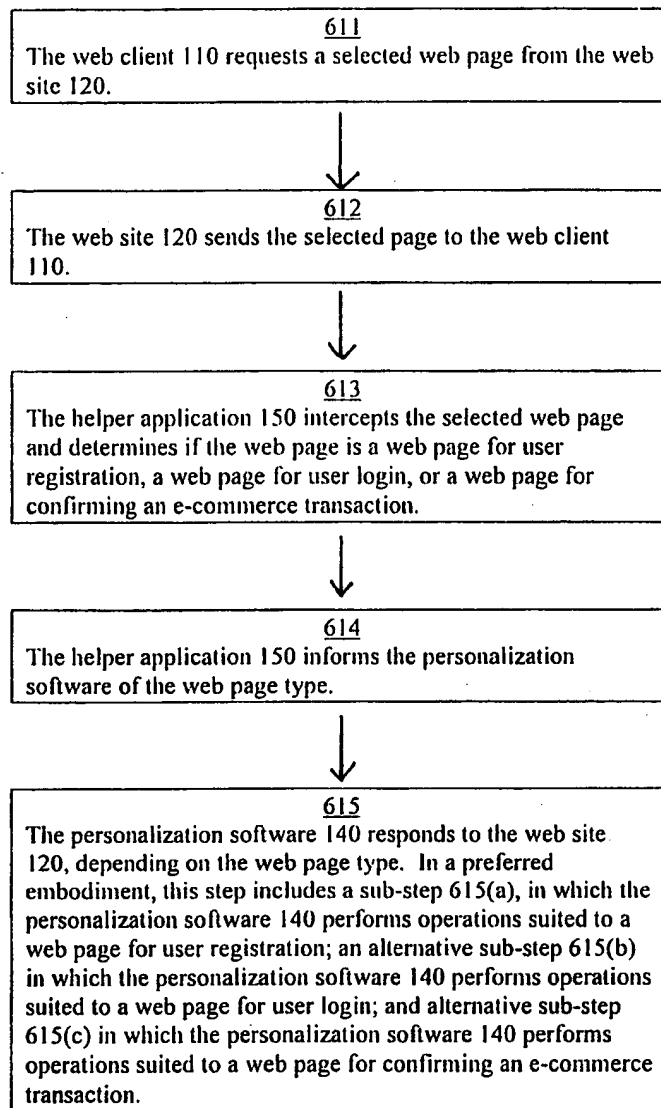 611
The web client 110 requests a selected web page from the web
site 120.
612
The web site 120 sends the selected page to the web client
110.
613
The helper application 150 intercepts the selected web page
and determines if the web page is a web page for user
registration, a web page for user login, or a web page for
confirming an e-commerce transaction.
614
The helper application 150 informs the personalization
software of the web page type.
615
The personalization software 140 responds to the web site
120, depending on the web page type. In a preferred
embodiment, this step includes a sub-step 615(a), in which the
personalization software 140 performs operations suited to a
web page for user registration; an alternative sub-step 615(b)
in which the personalization software 140 performs operations
suited to a web page for user login; and alternative sub-step
615(c) in which the personalization software 140 performs
operations suited to a web page for confirming an e-commerce
transaction.